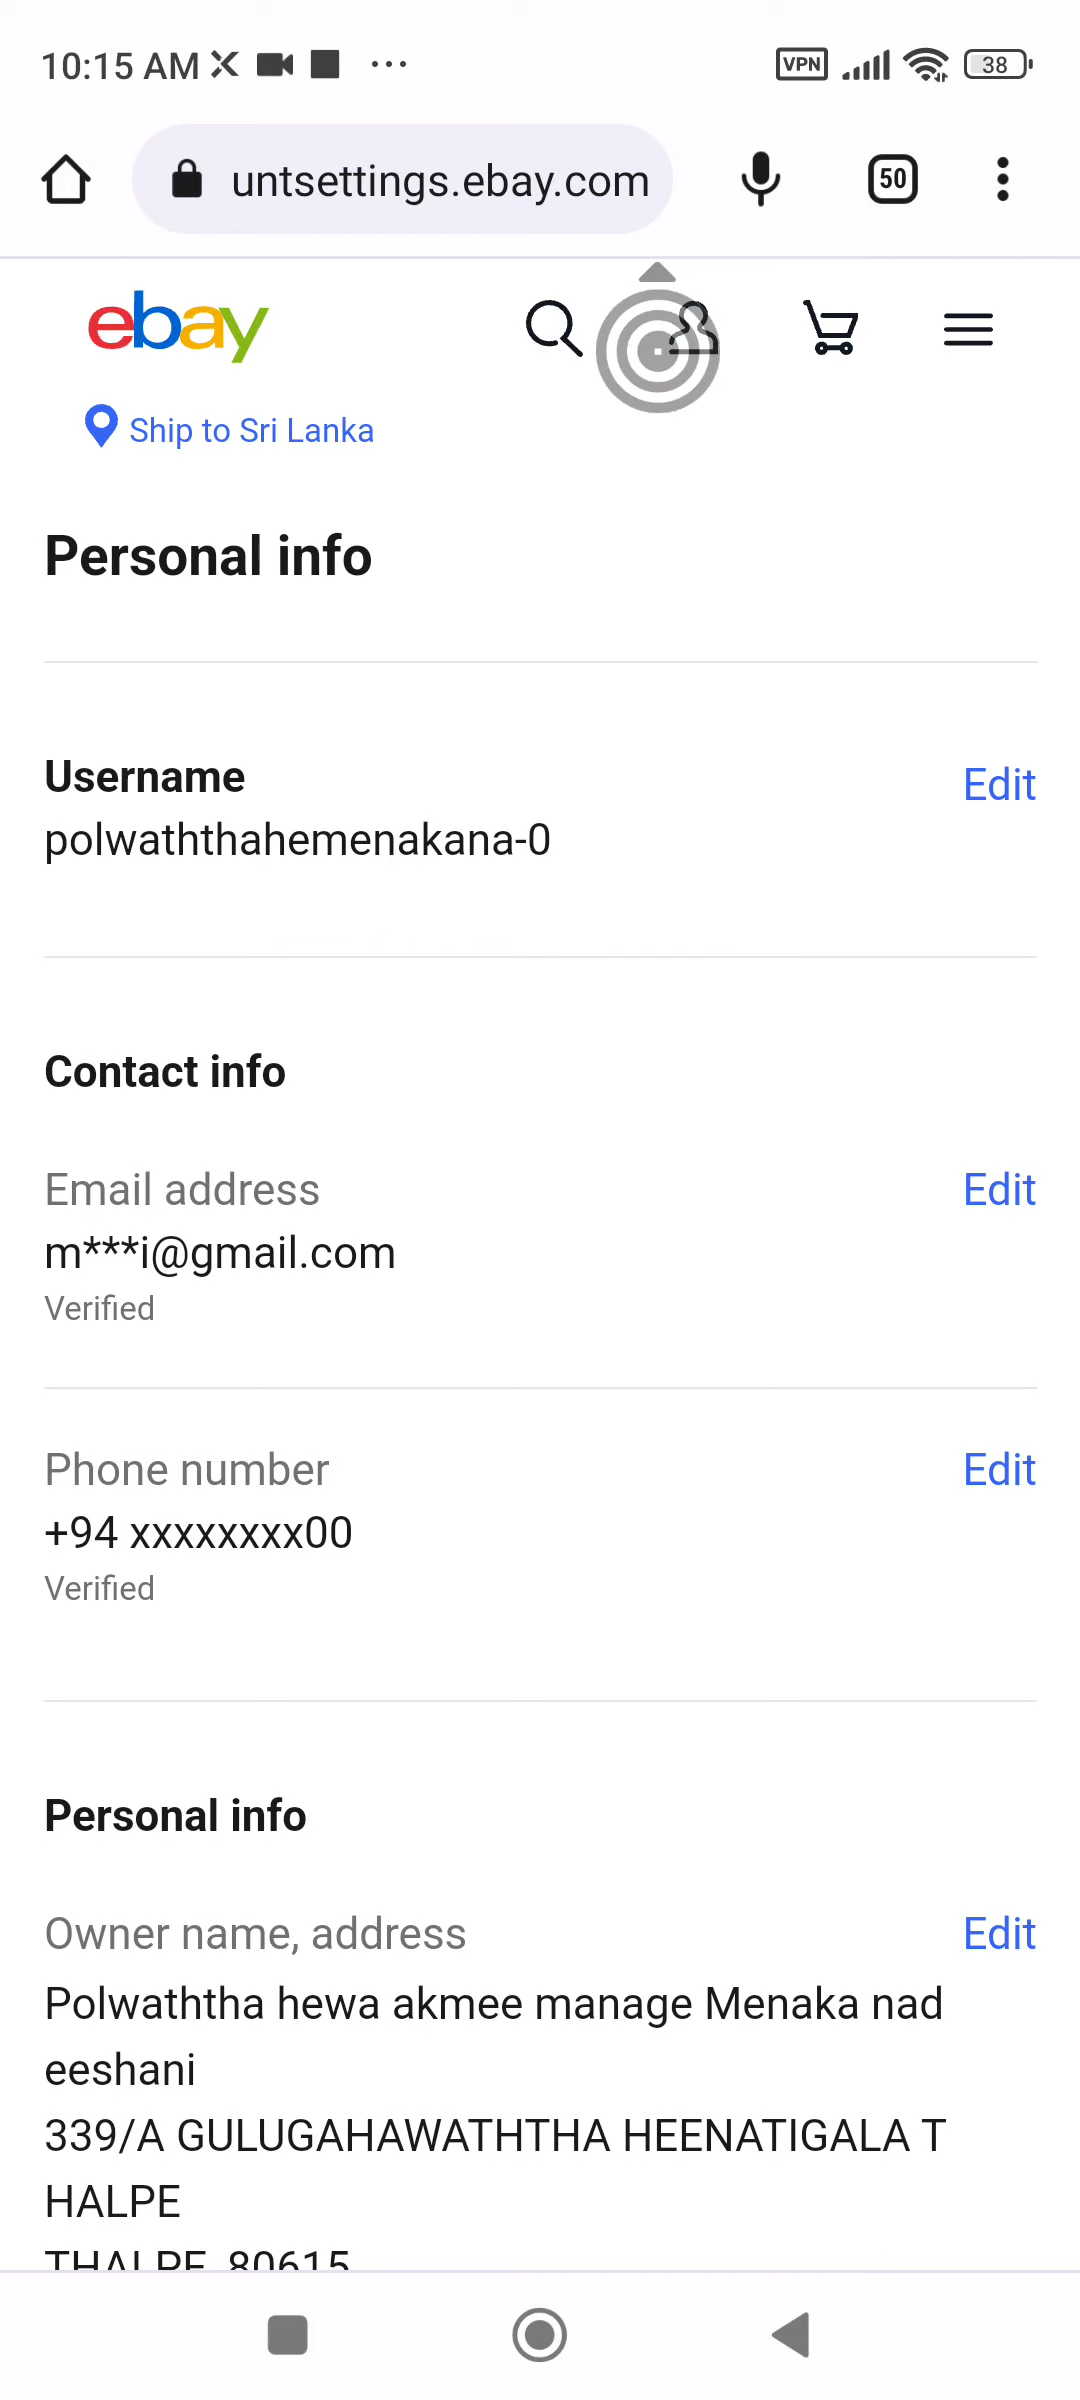 10:15 AM
VPN
38
untsettings.ebay.com
50
ebay
Ship to Sri Lanka
Personal info
Username
Edit
polwaththahemenakana-0
Contact info
Email address
Edit
m***i@gmail.com
Verified
Phone number
Edit
+94 xxxxxxxx00
Verified
Personal info
Owner name, address
Edit
Polwaththa hewa akmee manage Menaka nad
eeshani
339/A GULUGAHAWATHTHA HEENATIGALA T
HALPE
THALPE, 80615